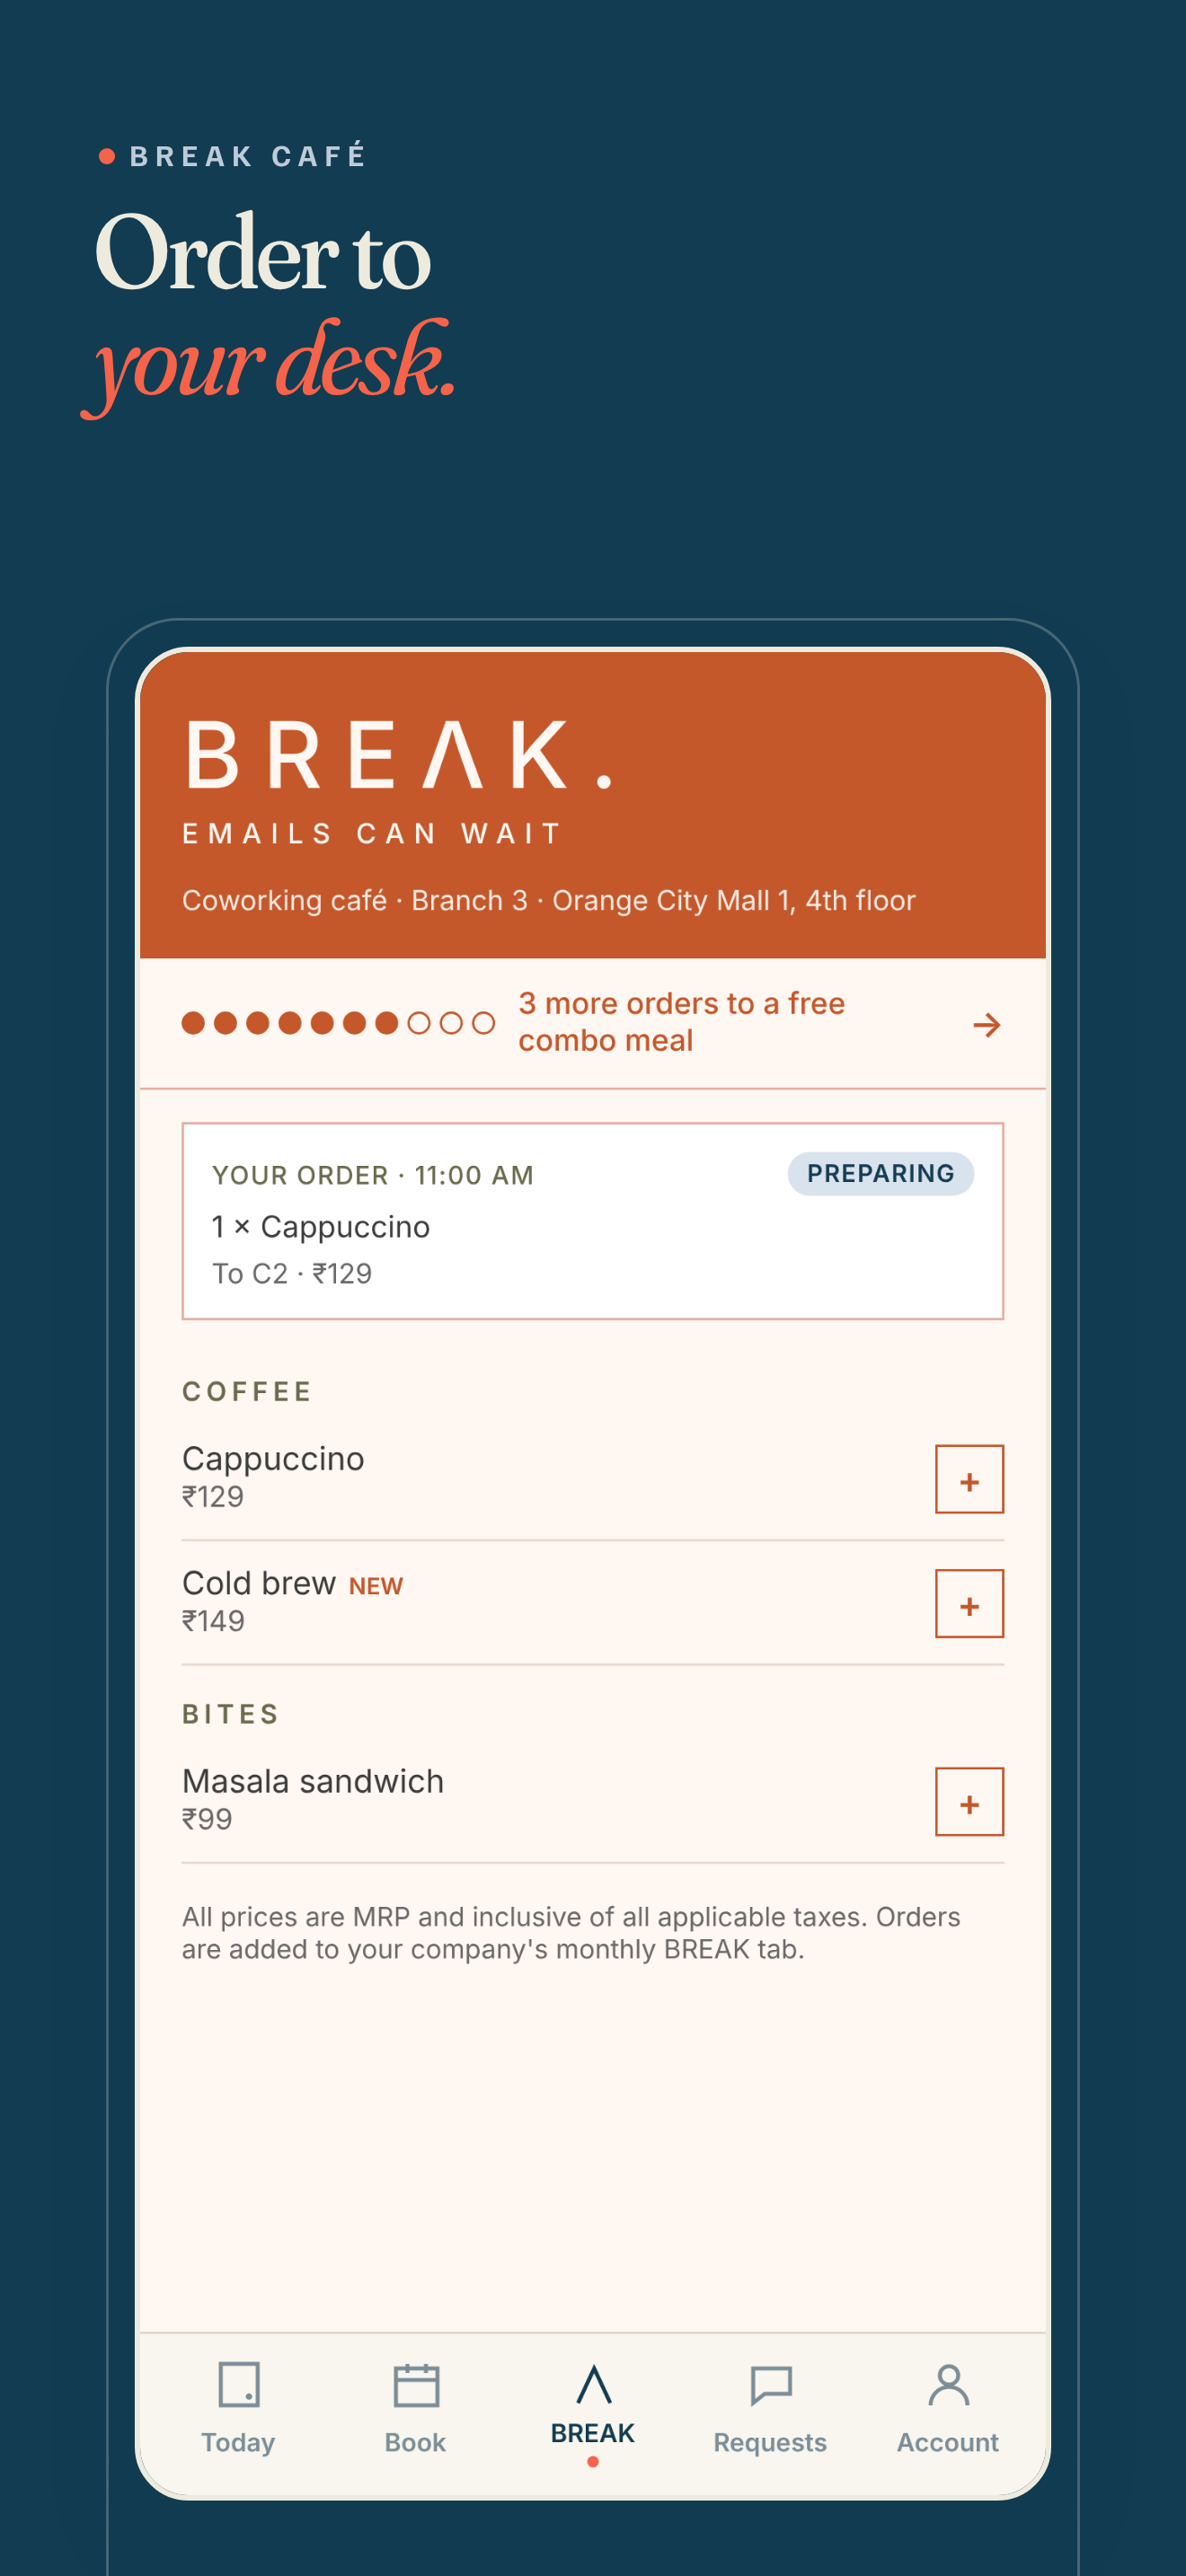 BREAK CAFÉ
Order to
your desk.
BREΛK.
EMAILS CAN WAIT
Coworking café · Branch 3 · Orange City Mall 1, 4th floor
3 more orders to a free
combo meal
YOUR ORDER · 11:00 AM
PREPARING
1 × Cappuccino
To C2 · ₹129
COFFEE
Cappuccino
₹129
Cold brew NEW
₹149
BITES
Masala sandwich
₹99
All prices are MRP and inclusive of all applicable taxes. Orders
are added to your company's monthly BREAK tab.
Today
Book
BREAK
Requests
Account